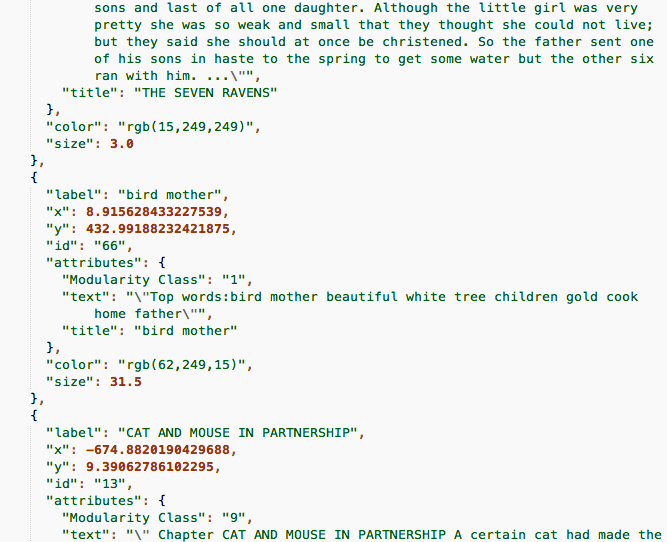 sons and last of all one daughter. Although the little girl was very
pretty she was so weak and small that they thought she could not live;
but they said she should at once be christened. So the father sent one
of his sons in haste to the spring to get some water but the other six
ran with him. ...\"",
"title": "THE SEVEN RAVENS"
},
"color": "rgb(15,249,249)",
"size": 3.0
},
{
"label": "bird mother",
"x": 8.915628433227539,
"y": 432.99188232421875,
"id": "66",
"attributes": {
"Modularity Class": "1",
"text": "\"Top words:bird mother beautiful white tree children gold cook
home father\"",
"title": "bird mother"
},
"color": "rgb(62,249,15)",
"size": 31.5
},
{
"label": "CAT AND MOUSE IN PARTNERSHIP",
"x": -674.8820190429688,
"y": 9.39062786102295,
"id": "13",
"attributes": {
"Modularity Class": "9",
"text": "\" Chapter CAT AND MOUSE IN PARTNERSHIP A certain cat had made the